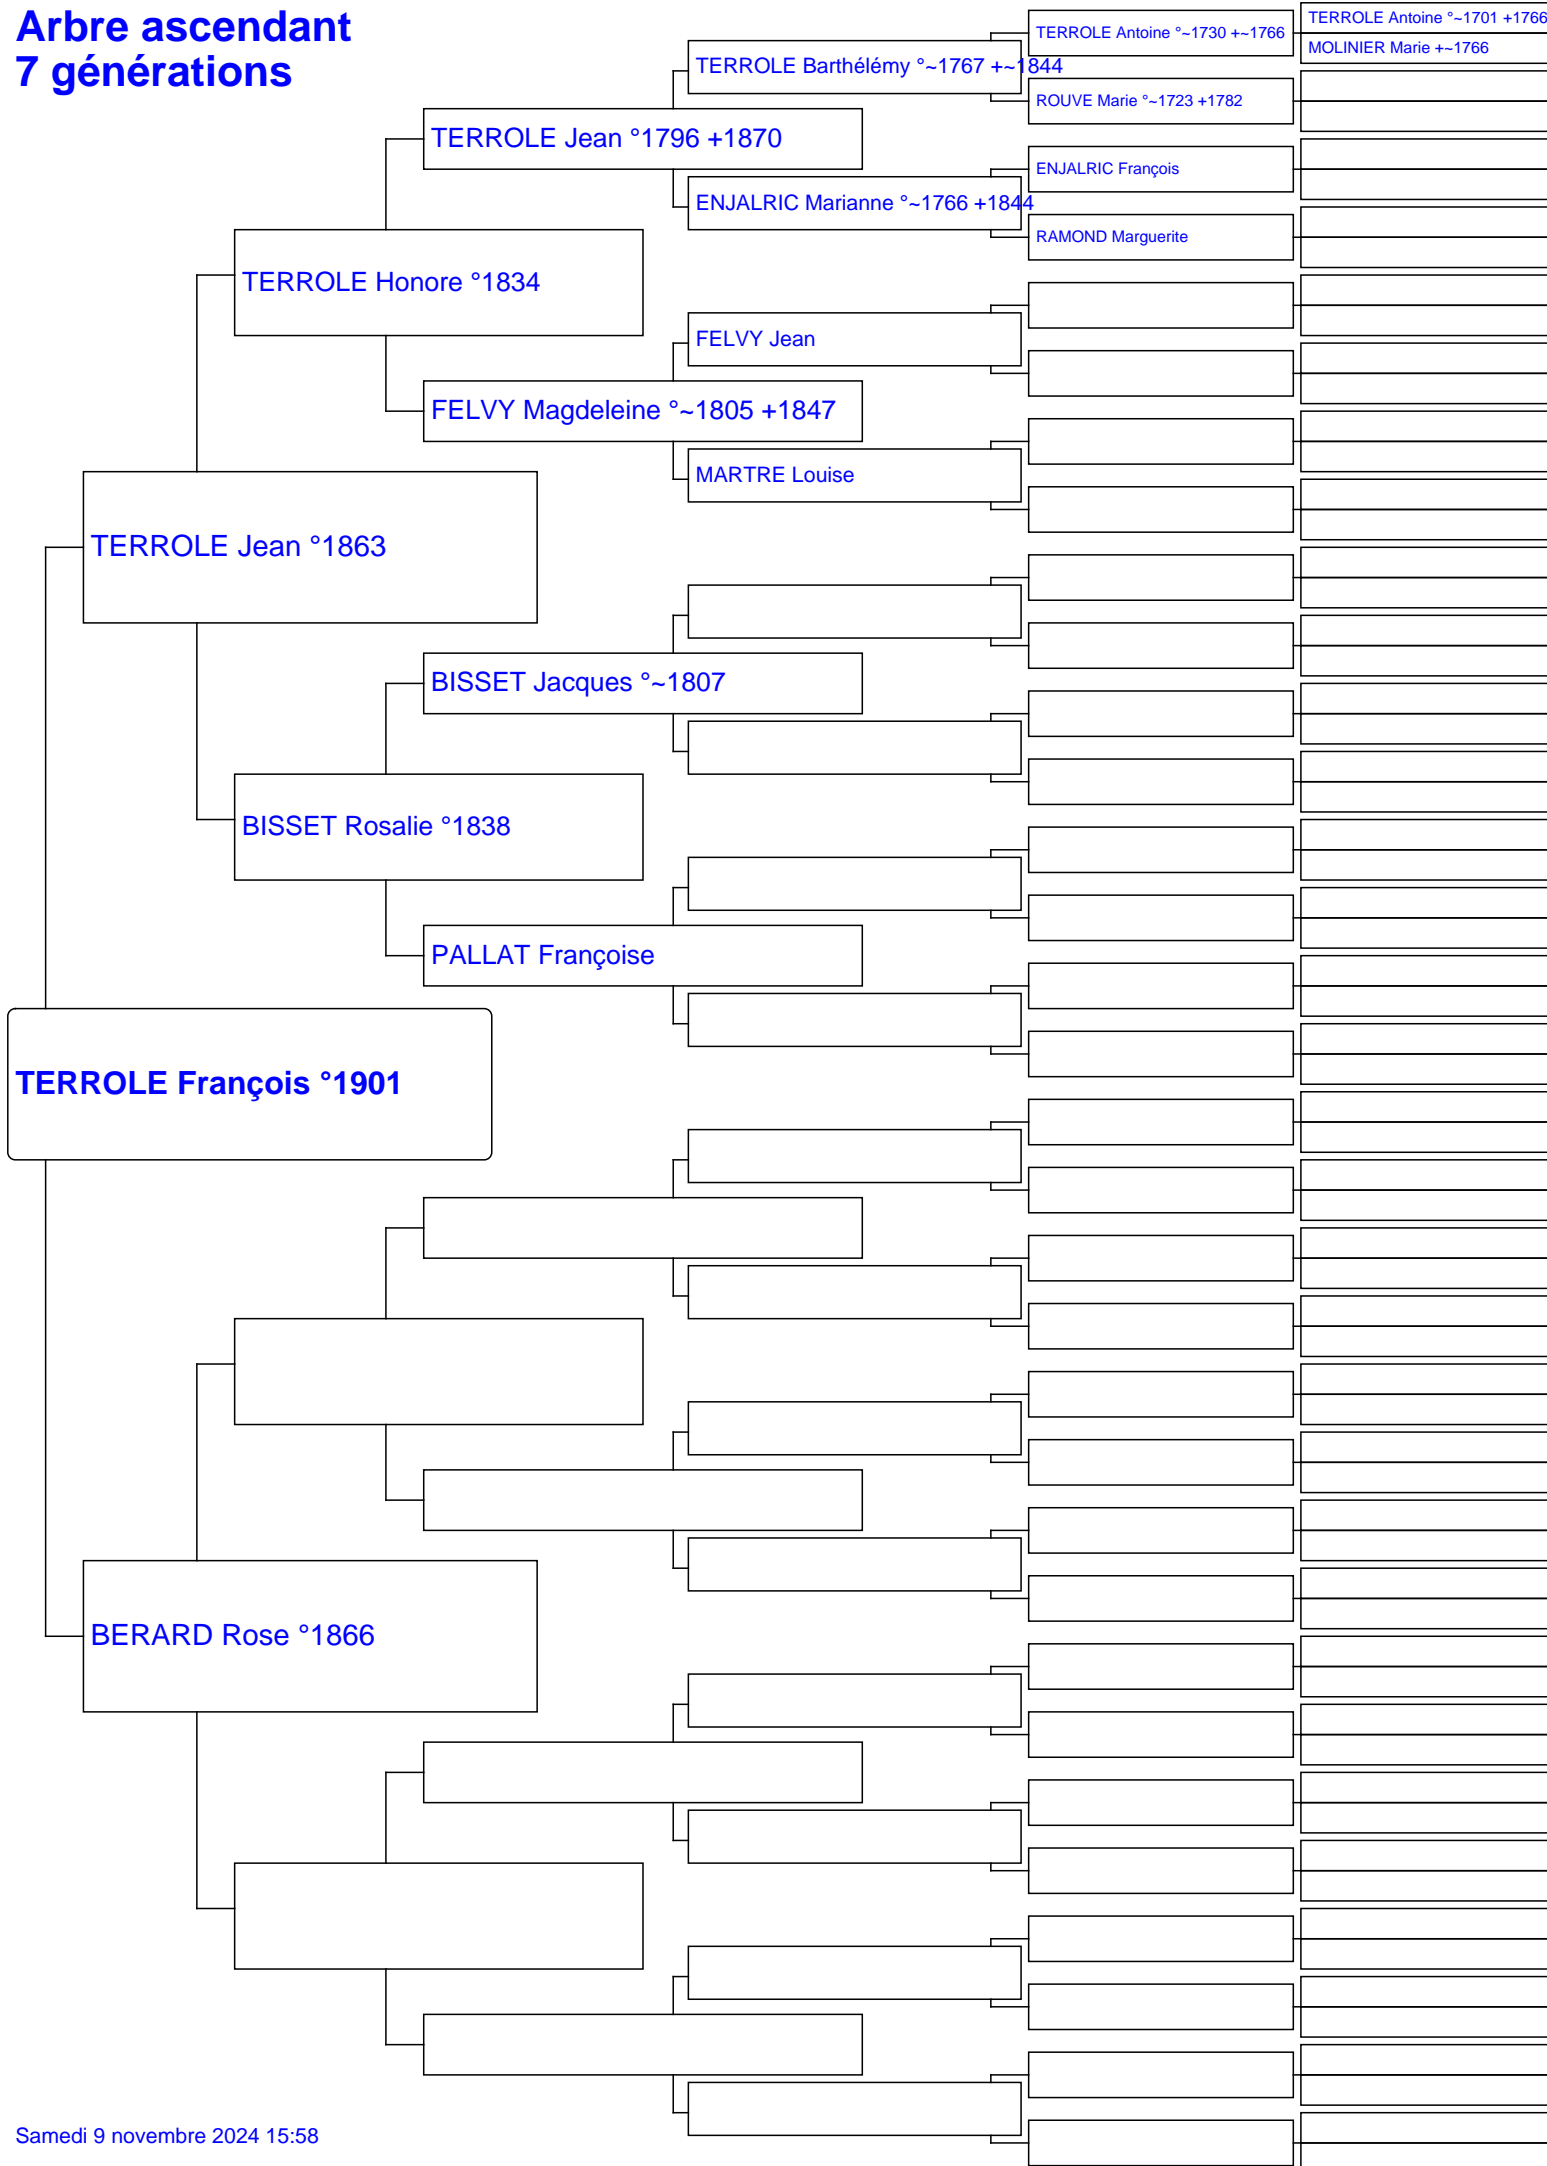 Arbre ascendant
7 générations
TERROLE François °1901
TERROLE Jean °1863
BERARD Rose °1866
TERROLE Honore °1834
BISSET Rosalie °1838
TERROLE Jean °1796 +1870
FELVY Magdeleine °~1805 +1847
BISSET Jacques °~1807
PALLAT Françoise
TERROLE Barthélémy °~1767 +~1844
ENJALRIC Marianne °~1766 +1844
FELVY Jean
MARTRE Louise
TERROLE Antoine °~1730 +~1766
ROUVE Marie °~1723 +1782
ENJALRIC François
RAMOND Marguerite
TERROLE Antoine °~1701 +1766
MOLINIER Marie +~1766
Samedi 9 novembre 2024 15:58